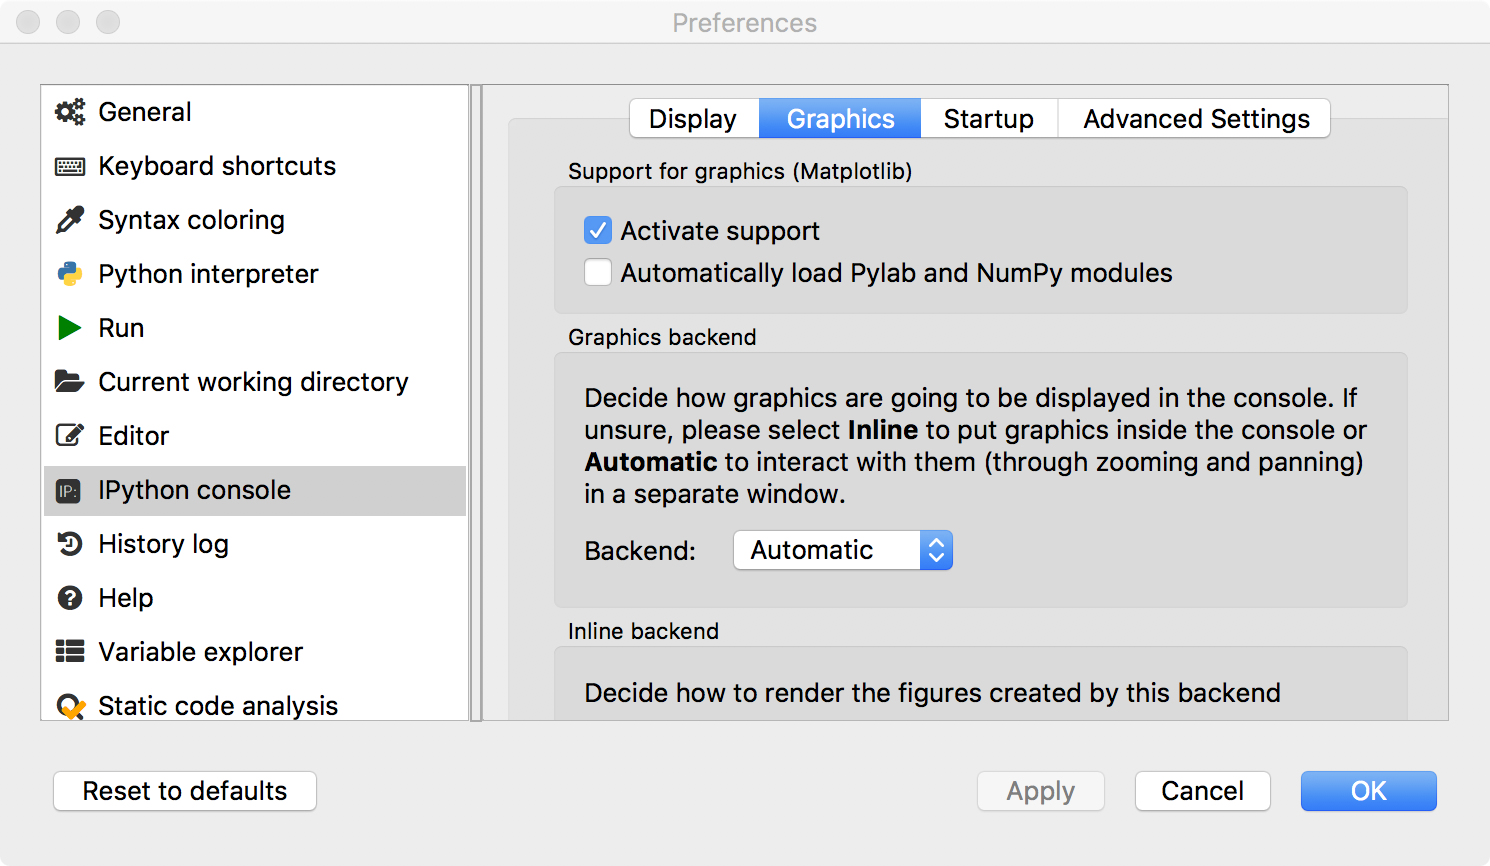 Preferences
General
Keyboard shortcuts
Syntax coloring
Python interpreter
Run
Current working directory
Editor
IP: IPython console
History log
Help
Variable explorer
Static code analysis
Display Graphics Startup Advanced Settings
Support for graphics (Matplotlib)
Activate support
Automatically load Pylab and NumPy modules
Graphics backend
Decide how graphics are going to be displayed in the console. If
unsure, please select Inline to put graphics inside the console or
Automatic to interact with them (through zooming and panning)
in a separate window.
Backend: Automatic
Inline backend
Decide how to render the figures created by this backend
Reset to defaults Apply Cancel OK